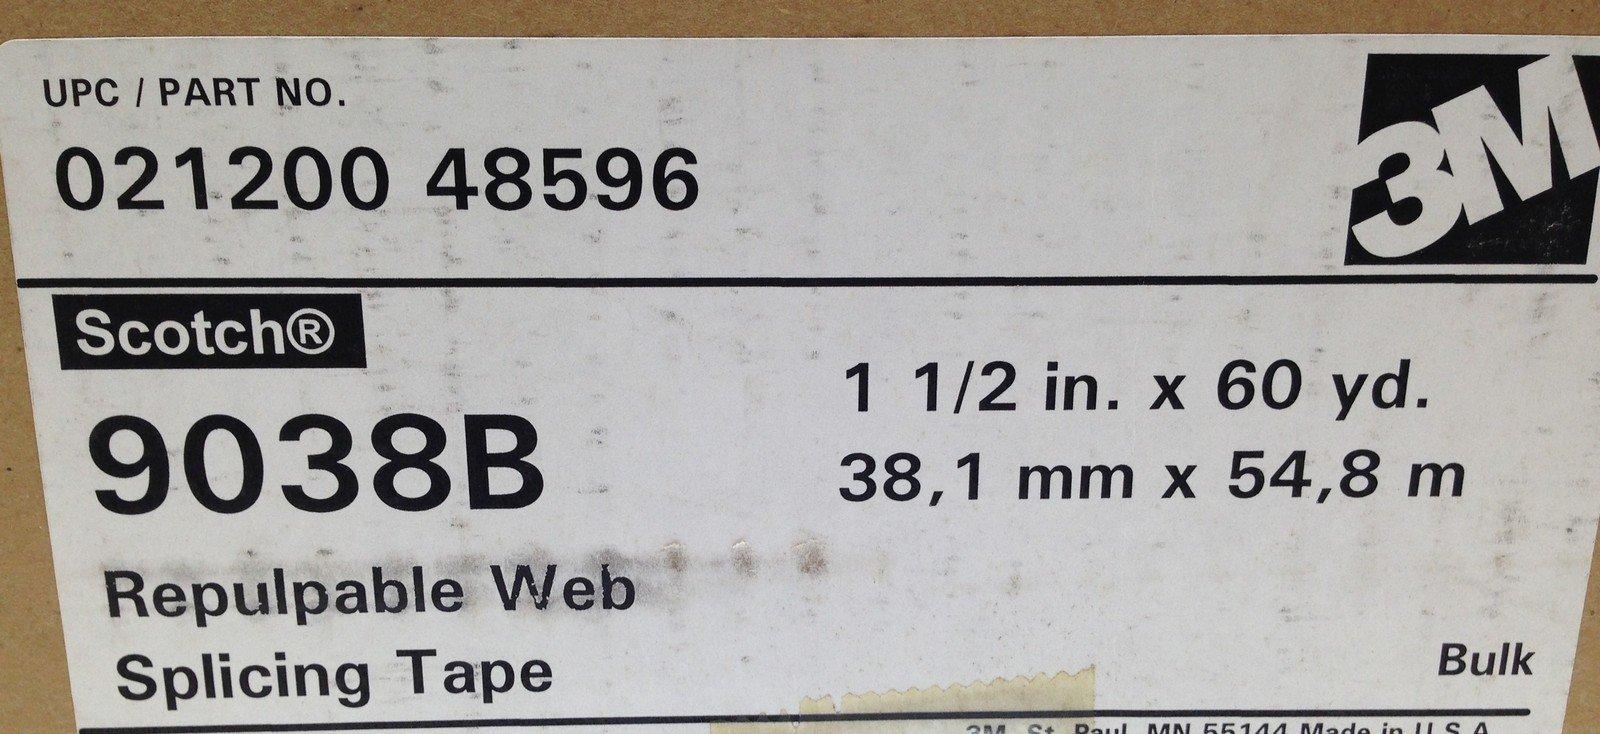 UPC / PART NO.
021200 48596
3M
Scotch®
9038B
1 1/2 in. x 60 yd.
38,1 mm x 54,8 m
Repulpable Web
Splicing Tape
Bulk
3M St. Paul, MN 55144 Made in U.S.A.